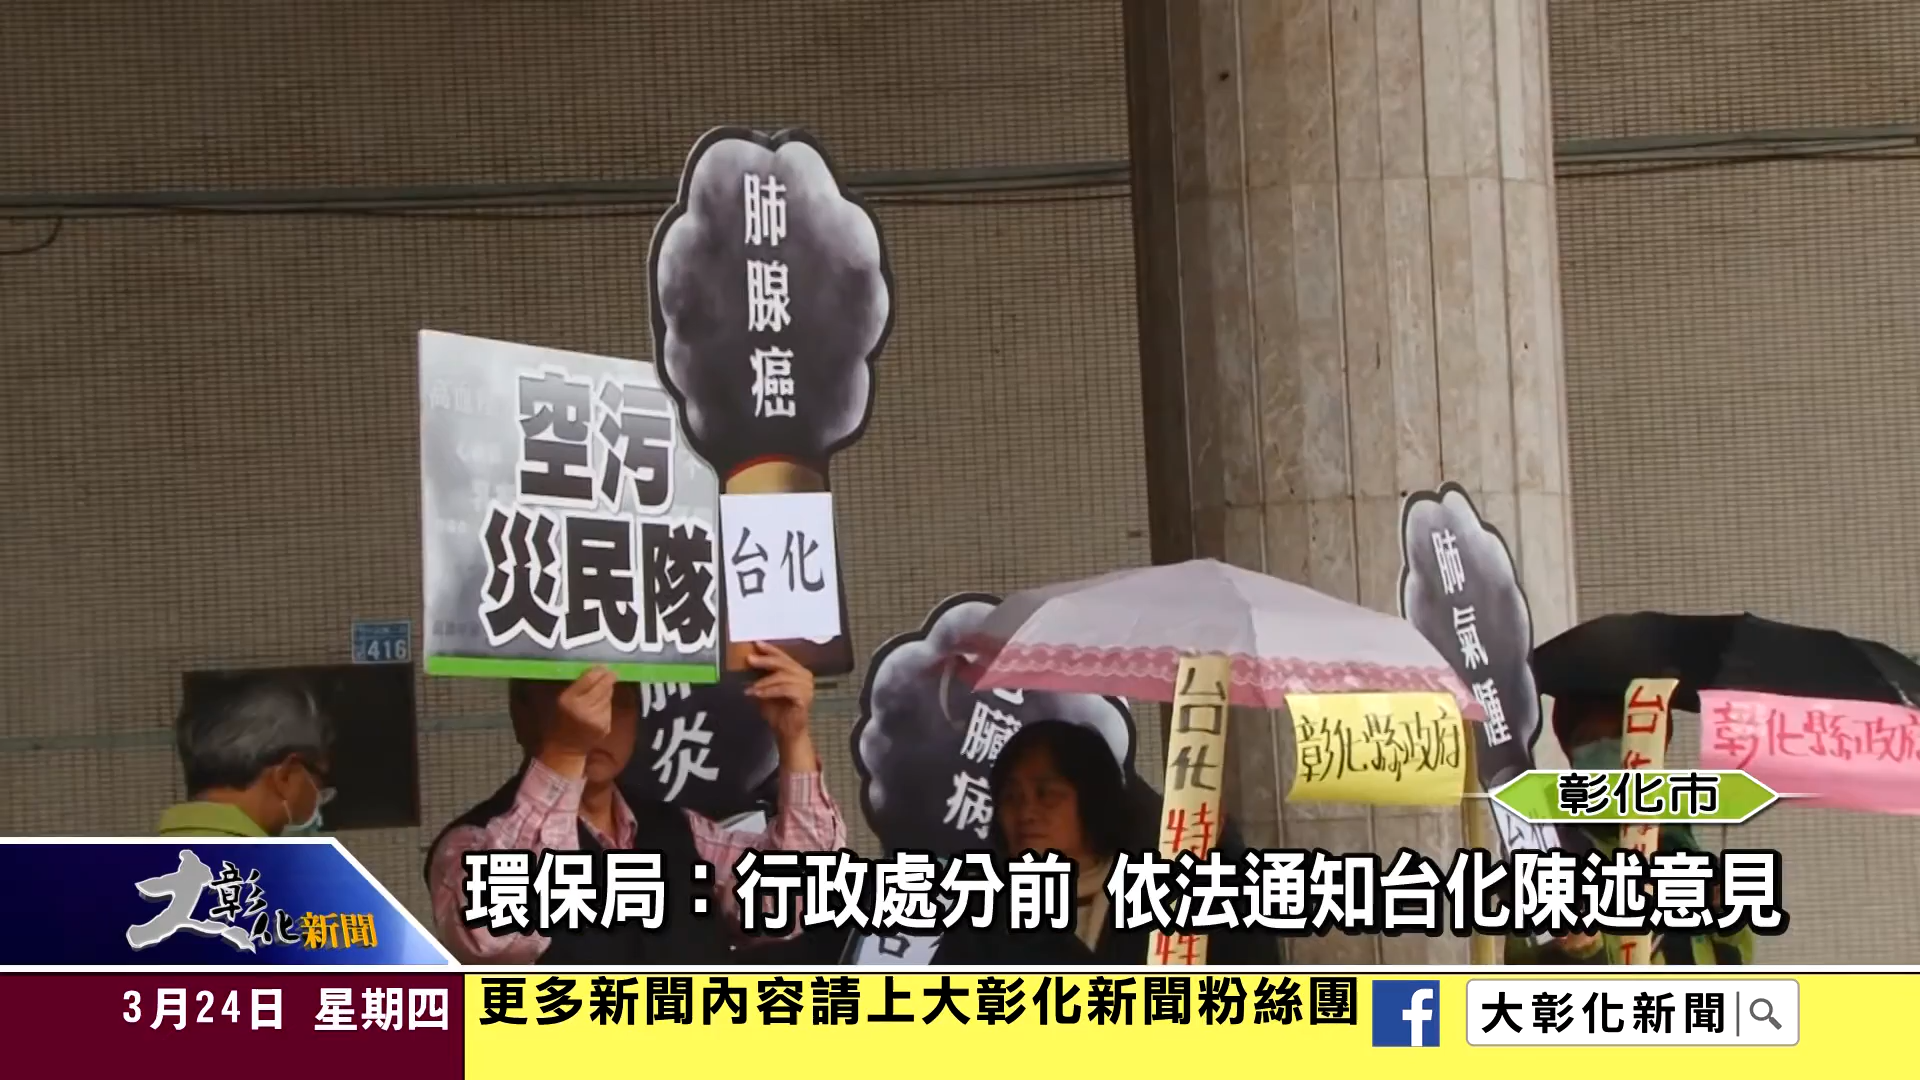 肺腺癌
空污
災民隊
台化
416
肺炎
臟病
肺氣腫
台化特
彰化縣政府
台化
彰化縣政府
彰化市
環保局：行政處分前 依法通知台化陳述意見
大彰化新聞
3月24日 星期四
更多新聞內容請上大彰化新聞粉絲團
f
大彰化新聞